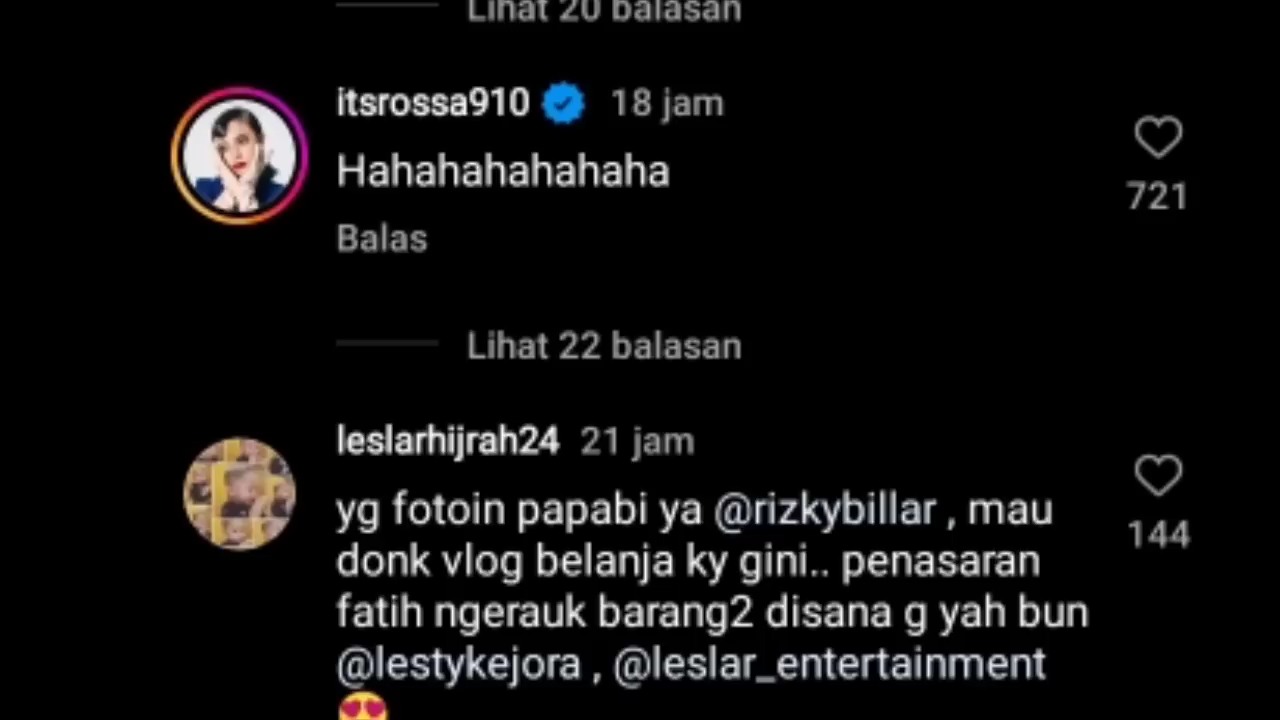 Lihat 20 balasan
itsrossa910 18 jam
Hahahahahahaha
721
Balas
Lihat 22 balasan
leslarhijrah24 21 jam
yg fotoin papabi ya @rizkybillar , mau
donk vlog belanja ky gini.. penasaran
144
fatih ngerauk barang2 disana g yah bun
@lestykejora , @leslar_entertainment
😍